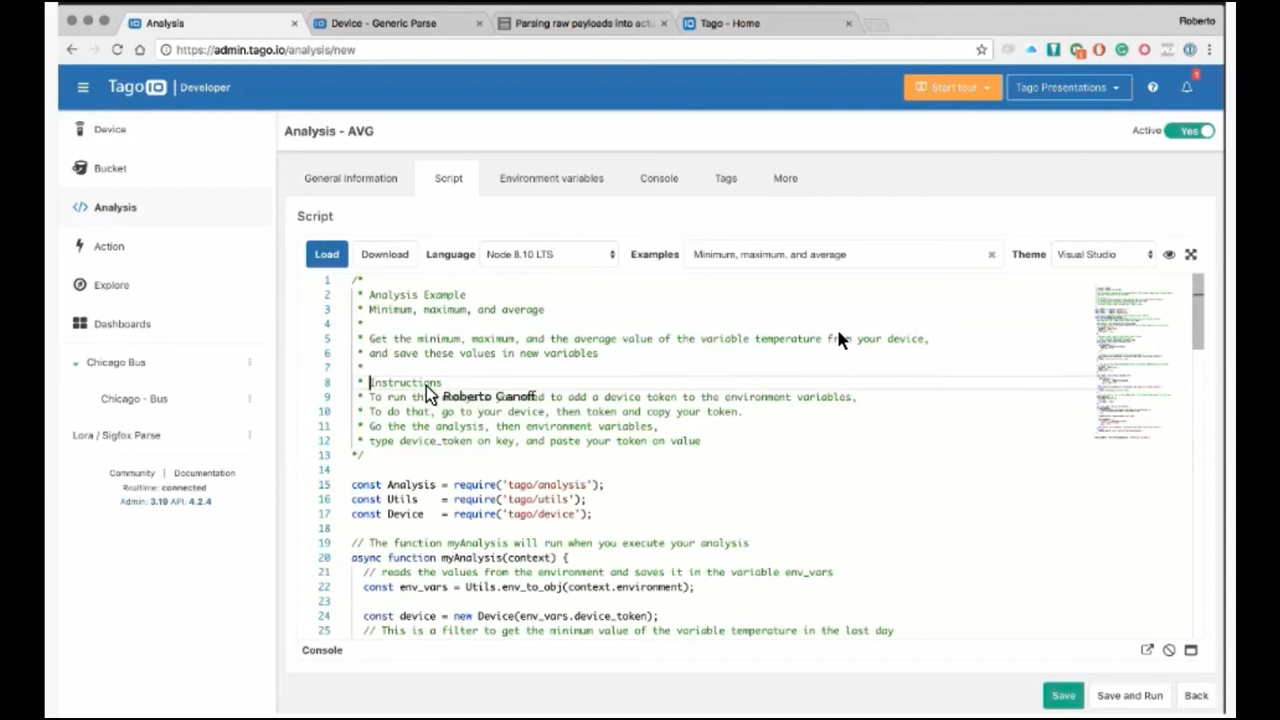 Analysis
Device - Generic Parse
Parsing raw payloads into actu
Tago - Home
Roberto
https://admin.tago.io/analysis/new
Tago IO | Developer
Start tour
Tago Presentations
Device
Bucket
Analysis
Action
Explore
Dashboards
Chicago Bus
Chicago - Bus
Lora / Sigfox Parse
Community | Documentation
Realtime: connected
Admin: 3.19 API: 4.2.4
Analysis - AVG
Active Yes
General Information
Script
Environment variables
Console
Tags
More
Script
Load
Download
Language Node 8.10 LTS
Examples Minimum, maximum, and average
Theme Visual Studio
1 /*
2 * Analysis Example
3 * Minimum, maximum, and average
4 *
5 * Get the minimum, maximum, and the average value of the variable temperature from your device,
6 * and save these values in new variables
7 *
8 * Instructions
Roberto Ganoff
9 * To run th d to add a device token to the environment variables,
10 * To do that, go to your device, then token and copy your token.
11 * Go the the analysis, then environment variables,
12 * type device_token on key, and paste your token on value
13 */
14
15 const Analysis = require('tago/analysis');
16 const Utils = require('tago/utils');
17 const Device = require('tago/device');
18
19 // The function myAnalysis will run when you execute your analysis
20 async function myAnalysis(context) {
21 // reads the values from the environment and saves it in the variable env_vars
22 const env_vars = Utils.env_to_obj(context.environment);
23
24 const device = new Device(env_vars.device_token);
25 // This is a filter to get the minimum value of the variable temperature in the last day
Console
Save
Save and Run
Back